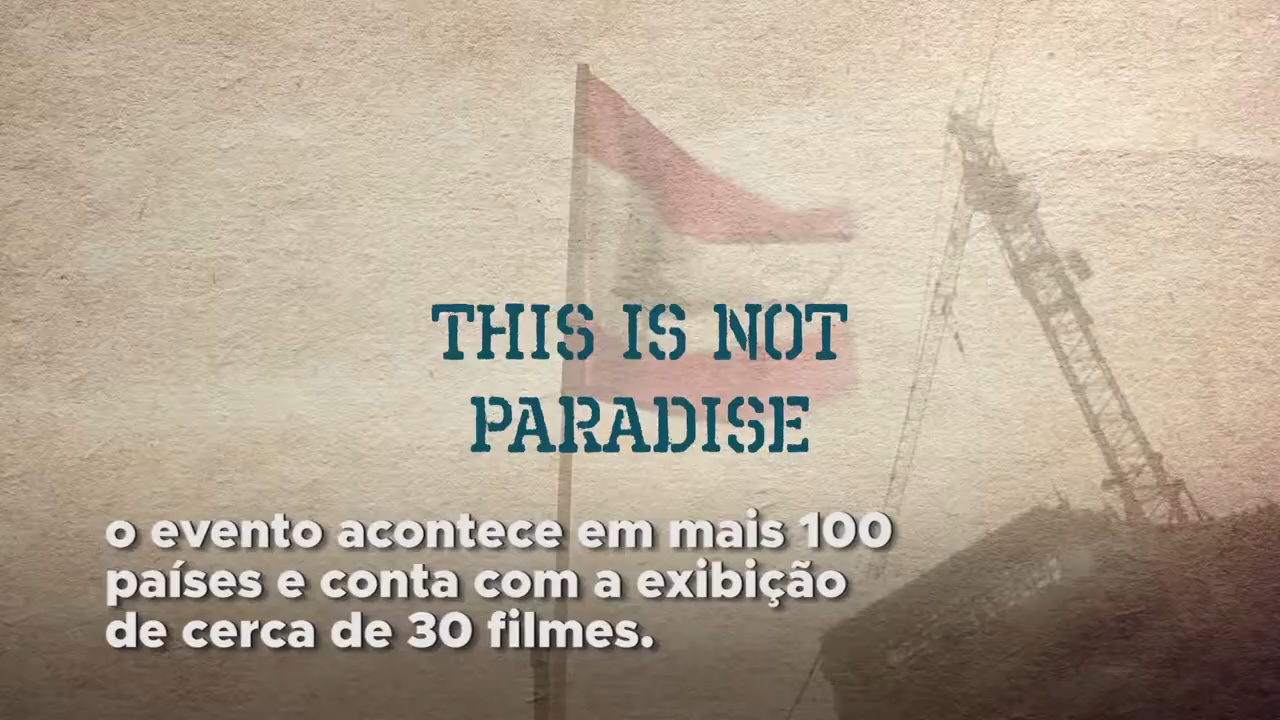 THIS IS NOT
PARADISE
o evento acontece em mais 100
países e conta com a exibição
de cerca de 30 filmes.